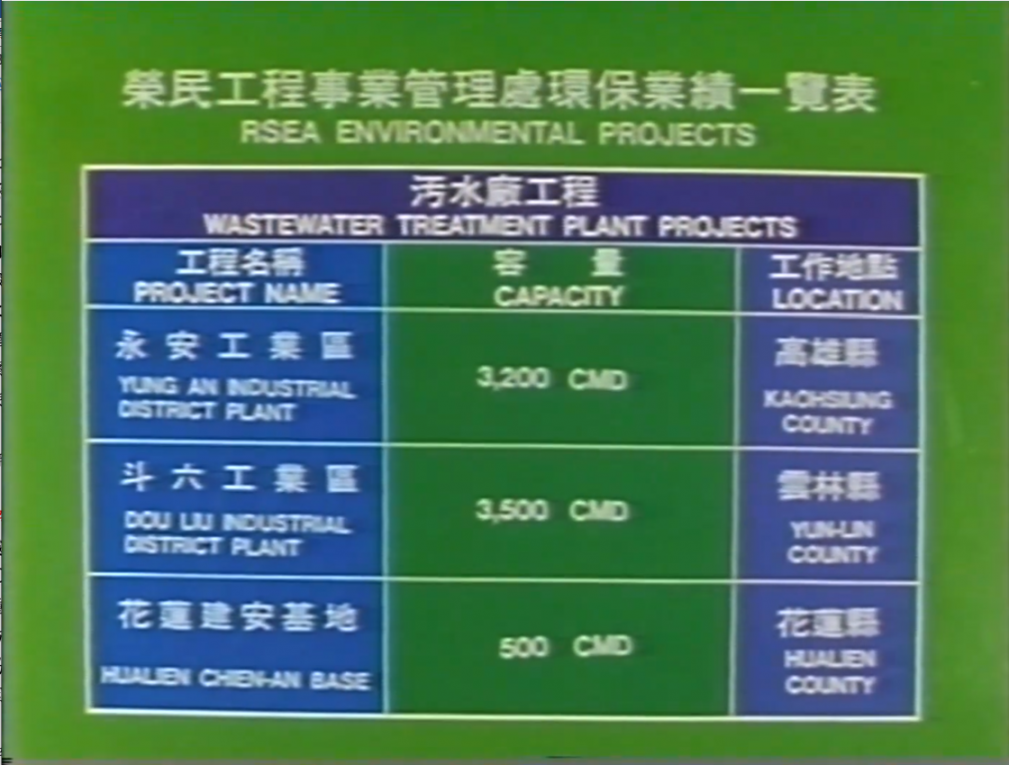 榮民工程事業管理處環保業績一覽表
RSEA ENVIRONMENTAL PROJECTS
汚水廠工程
WASTEWATER TREATMENT PLANT PROJECTS
工程名稱
PROJECT NAME
容 量
CAPACITY
工作地點
LOCATION
永安工業區
YUNG AN INDUSTRIAL
DISTRICT PLANT
3,200 CMD
高雄縣
KAOHSIUNG
COUNTY
斗六工業區
DOU LIU INDUSTRIAL
DISTRICT PLANT
3,500 CMD
雲林縣
YUN-LIN
COUNTY
花蓮建安基地
HUALIEN CHIEN-AN BASE
500 CMD
花蓮縣
HUALIEN
COUNTY